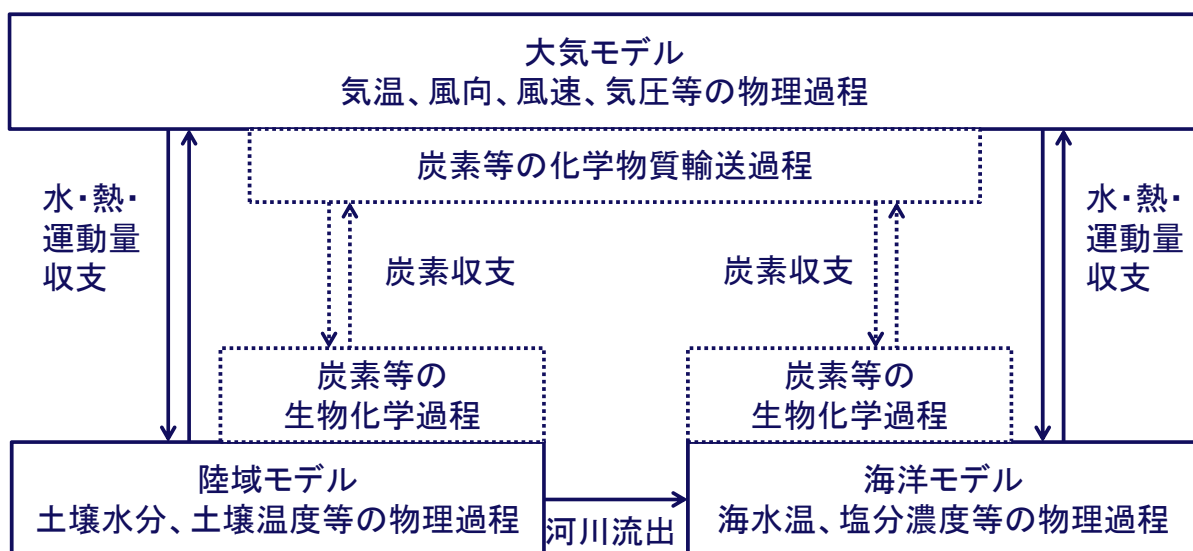 大気モデル
気温、風向、風速、気圧等の物理過程
炭素等の化学物質輸送過程
水・熱・
運動量
収支
炭素収支
炭素収支
水・熱・
運動量
収支
炭素等の
生物化学過程
炭素等の
生物化学過程
陸域モデル
土壌水分、土壌温度等の物理過程
河川流出
海洋モデル
海水温、塩分濃度等の物理過程